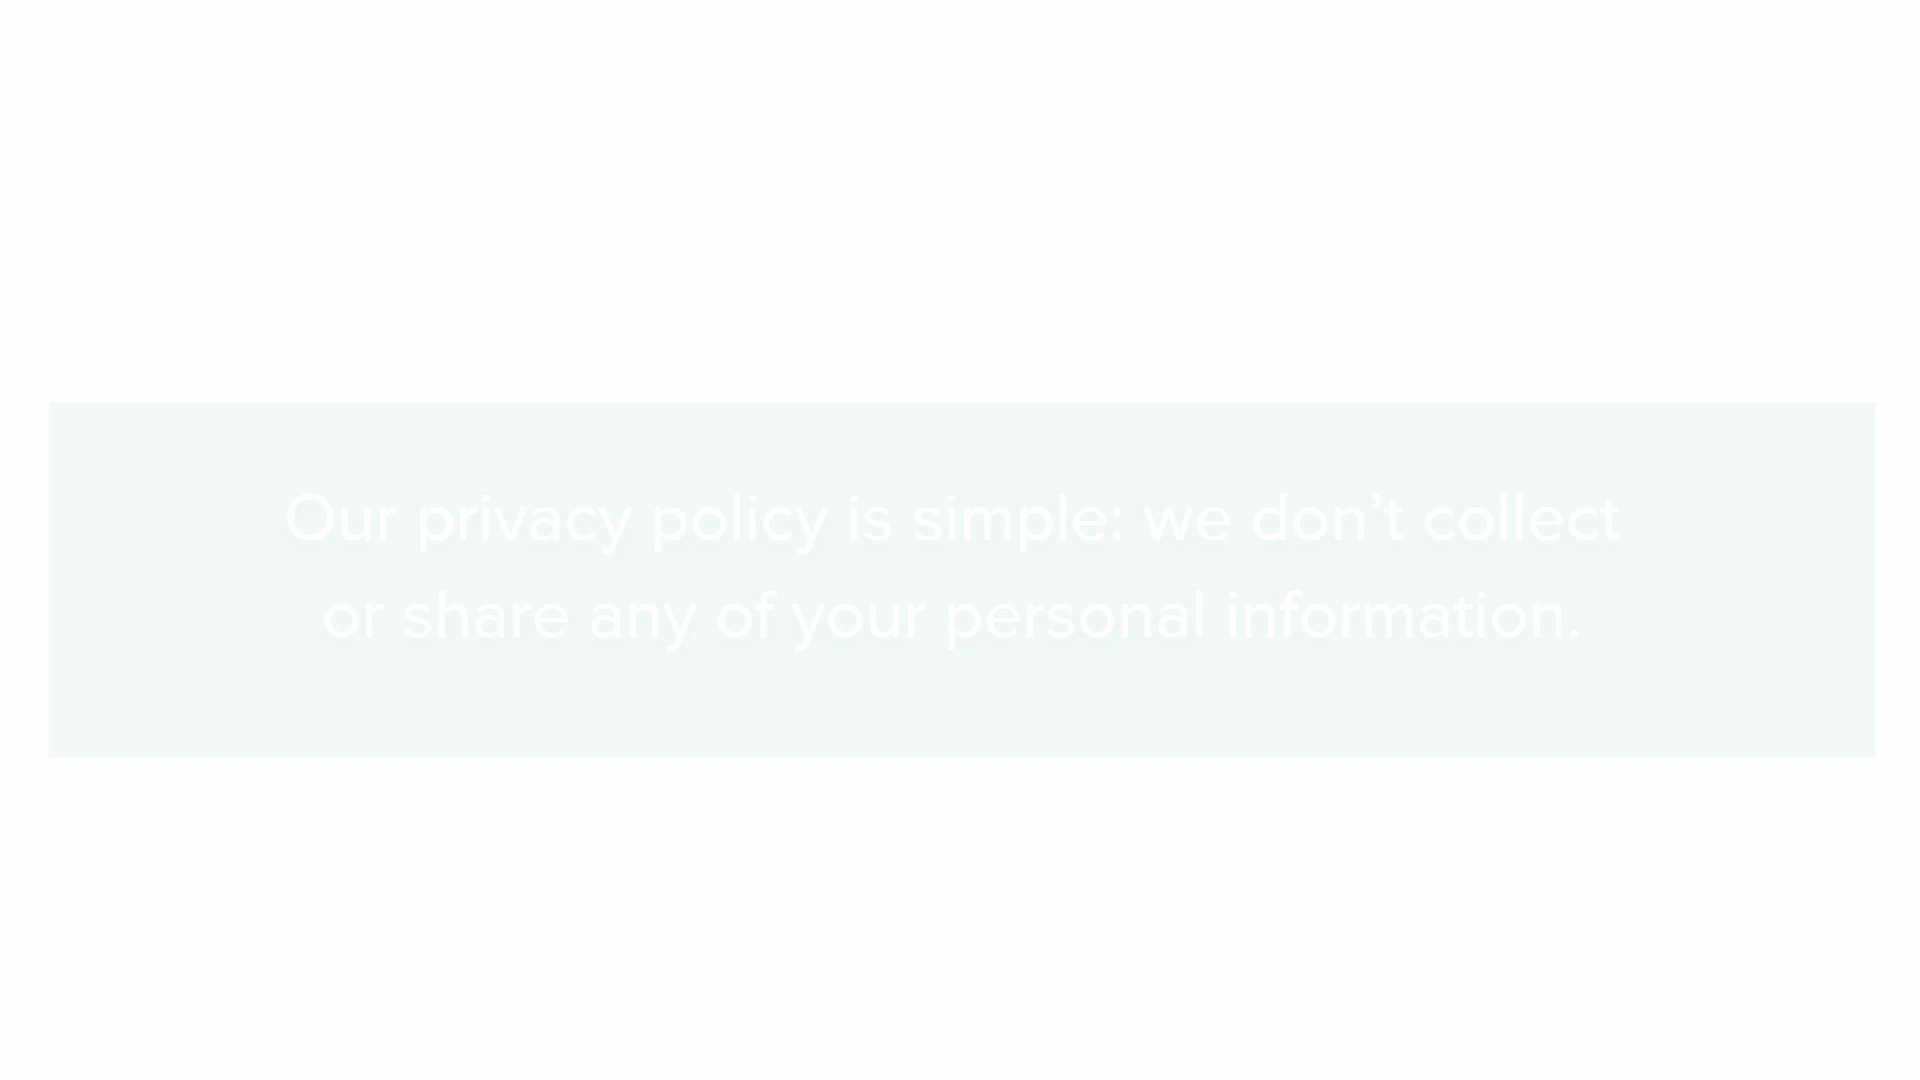 Our privacy policy is simple: we don’t collect
or share any of your personal information.